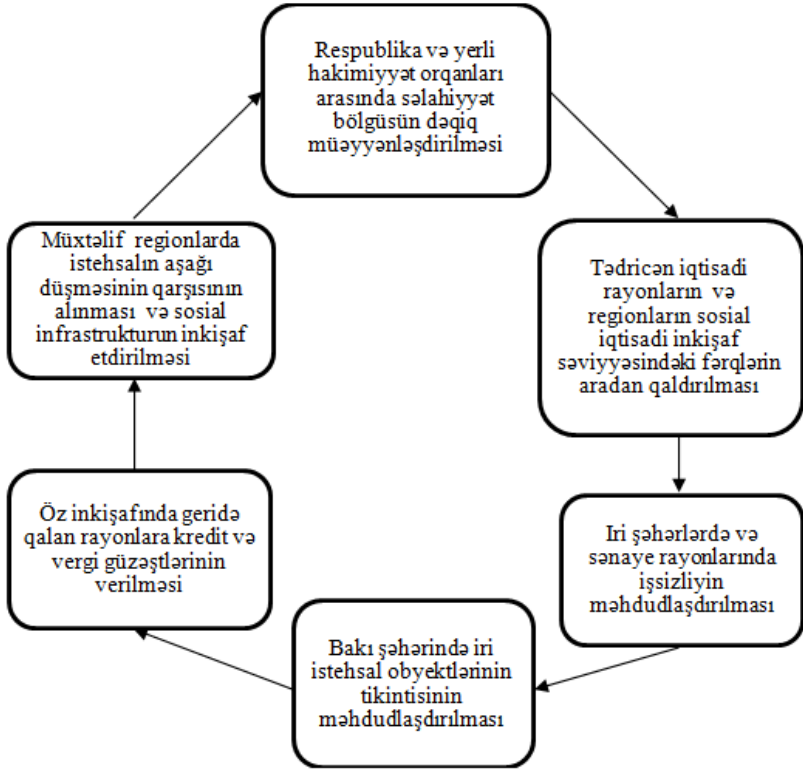 Respublika və yerli
hakimiyyət orqanları
arasında səlahiyyət
bölgüsün dəqiq
müəyyənləşdirilməsi
Tədricən iqtisadi
rayonların və
regionların sosial
iqtisadi inkişaf
səviyyəsindəki fərqlərin
aradan qaldırılması
Iri şəhərlərdə və
sənaye rayonlarında
işsizliyin
məhdudlaşdırılması
Bakı şəhərində iri
istehsal obyektlərinin
tikintisinin
məhdudlaşdırılması
Öz inkişafında geridə
qalan rayonlara kredit və
vergi güzəştlərinin
verilməsi
Müxtəlif regionlarda
istehsalın aşağı
düşməsinin qarşısının
alınması və sosial
infrastrukturun inkişaf
etdirilməsi